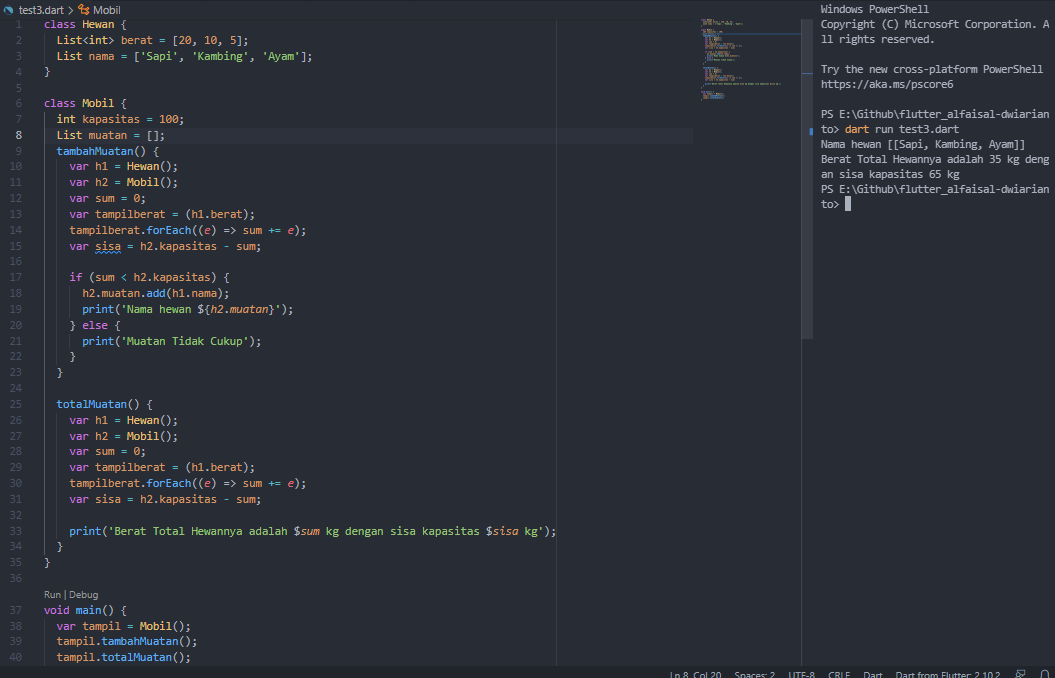 test3.dart > Mobil
1 class Hewan {
2 List<int> berat = [20, 10, 5];
3 List nama = ['Sapi', 'Kambing', 'Ayam'];
4 }
5
6 class Mobil {
7 int kapasitas = 100;
8 List muatan = [];
9 tambahMuatan() {
10 var h1 = Hewan();
11 var h2 = Mobil();
12 var sum = 0;
13 var tampilberat = (h1.berat);
14 tampilberat.forEach((e) => sum += e);
15 var sisa = h2.kapasitas - sum;
16
17 if (sum < h2.kapasitas) {
18 h2.muatan.add(h1.nama);
19 print('Nama hewan ${h2.muatan}');
20 } else {
21 print('Muatan Tidak Cukup');
22 }
23 }
24
25 totalMuatan() {
26 var h1 = Hewan();
27 var h2 = Mobil();
28 var sum = 0;
29 var tampilberat = (h1.berat);
30 tampilberat.forEach((e) => sum += e);
31 var sisa = h2.kapasitas - sum;
32
33 print('Berat Total Hewannya adalah $sum kg dengan sisa kapasitas $sisa kg');
34 }
35 }
36
Run | Debug
37 void main() {
38 var tampil = Mobil();
39 tampil.tambahMuatan();
40 tampil.totalMuatan();
Windows PowerShell
Copyright (C) Microsoft Corporation. A
ll rights reserved.
Try the new cross-platform PowerShell
https://aka.ms/pscore6
PS E:\Github\flutter_alfaisal-dwiarian
to> dart run test3.dart
Nama hewan [[Sapi, Kambing, Ayam]]
Berat Total Hewannya adalah 35 kg deng
an sisa kapasitas 65 kg
PS E:\Github\flutter_alfaisal-dwiarian
to>
Ln 8, Col 20 Spaces: 2 UTF-8 CRLF Dart Dart from Flutter: 2.10.2